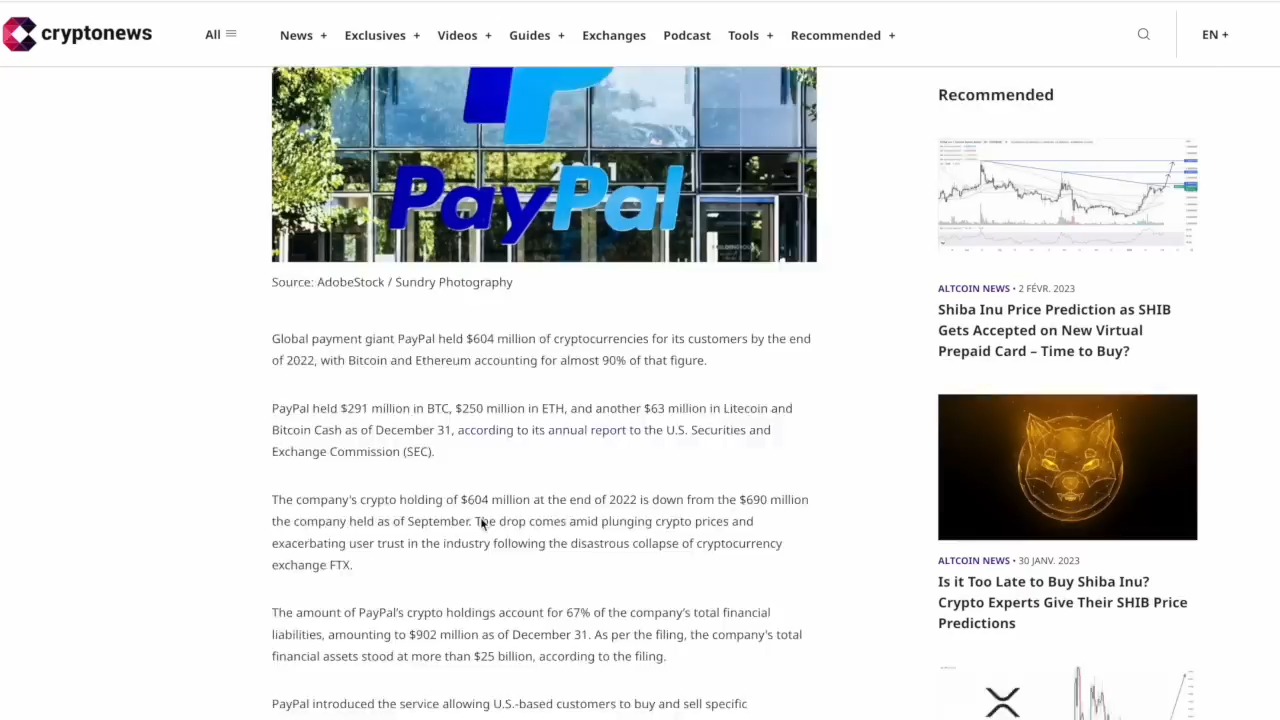 cryptonews
All
News +
Exclusives +
Videos +
Guides +
Exchanges
Podcast
Tools +
Recommended +
EN +
PayPal
Source: AdobeStock / Sundry Photography
Global payment giant PayPal held $604 million of cryptocurrencies for its customers by the end
of 2022, with Bitcoin and Ethereum accounting for almost 90% of that figure.
PayPal held $291 million in BTC, $250 million in ETH, and another $63 million in Litecoin and
Bitcoin Cash as of December 31, according to its annual report to the U.S. Securities and
Exchange Commission (SEC).
The company's crypto holding of $604 million at the end of 2022 is down from the $690 million
the company held as of September. The drop comes amid plunging crypto prices and
exacerbating user trust in the industry following the disastrous collapse of cryptocurrency
exchange FTX.
The amount of PayPal's crypto holdings account for 67% of the company's total financial
liabilities, amounting to $902 million as of December 31. As per the filing, the company's total
financial assets stood at more than $25 billion, according to the filing.
PayPal introduced the service allowing U.S.-based customers to buy and sell specific
Recommended
ALTCOIN NEWS • 2 FÉVR. 2023
Shiba Inu Price Prediction as SHIB
Gets Accepted on New Virtual
Prepaid Card – Time to Buy?
ALTCOIN NEWS • 30 JANV. 2023
Is it Too Late to Buy Shiba Inu?
Crypto Experts Give Their SHIB Price
Predictions